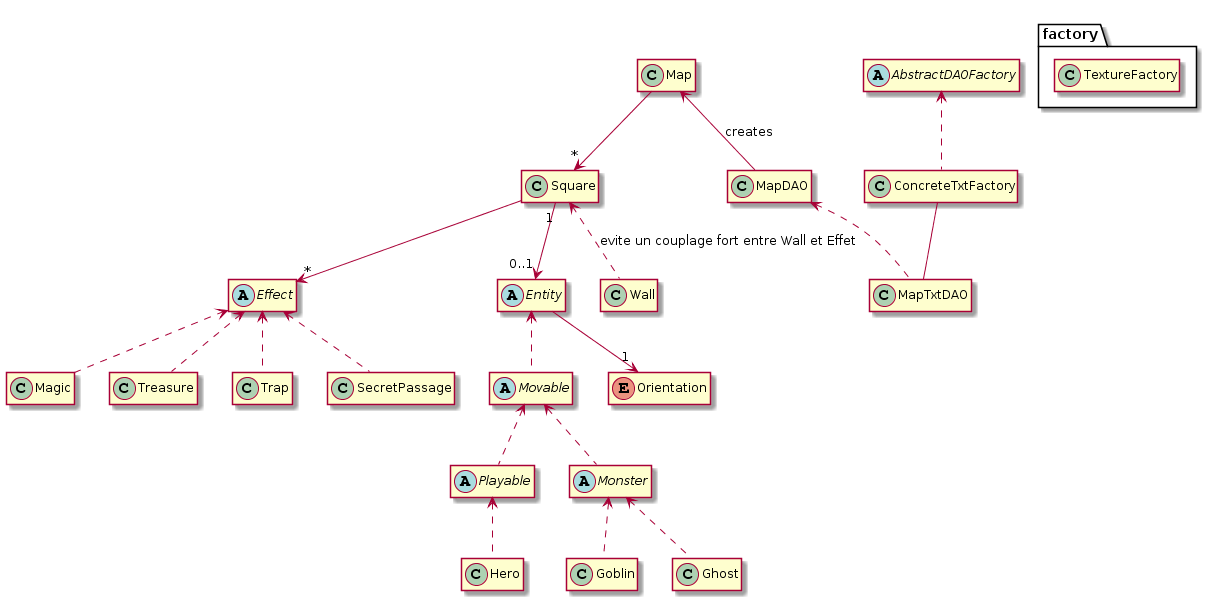 factory
C Map
A AbstractDAOFactory
C TextureFactory
creates
*
C Square
C MapDAO
C ConcreteTxtFactory
1
evite un couplage fort entre Wall et Effet
*
0..1
A Effect
A Entity
C Wall
C MapTxtDAO
1
C Magic
C Treasure
C Trap
C SecretPassage
A Movable
E Orientation
A Playable
A Monster
C Hero
C Goblin
C Ghost